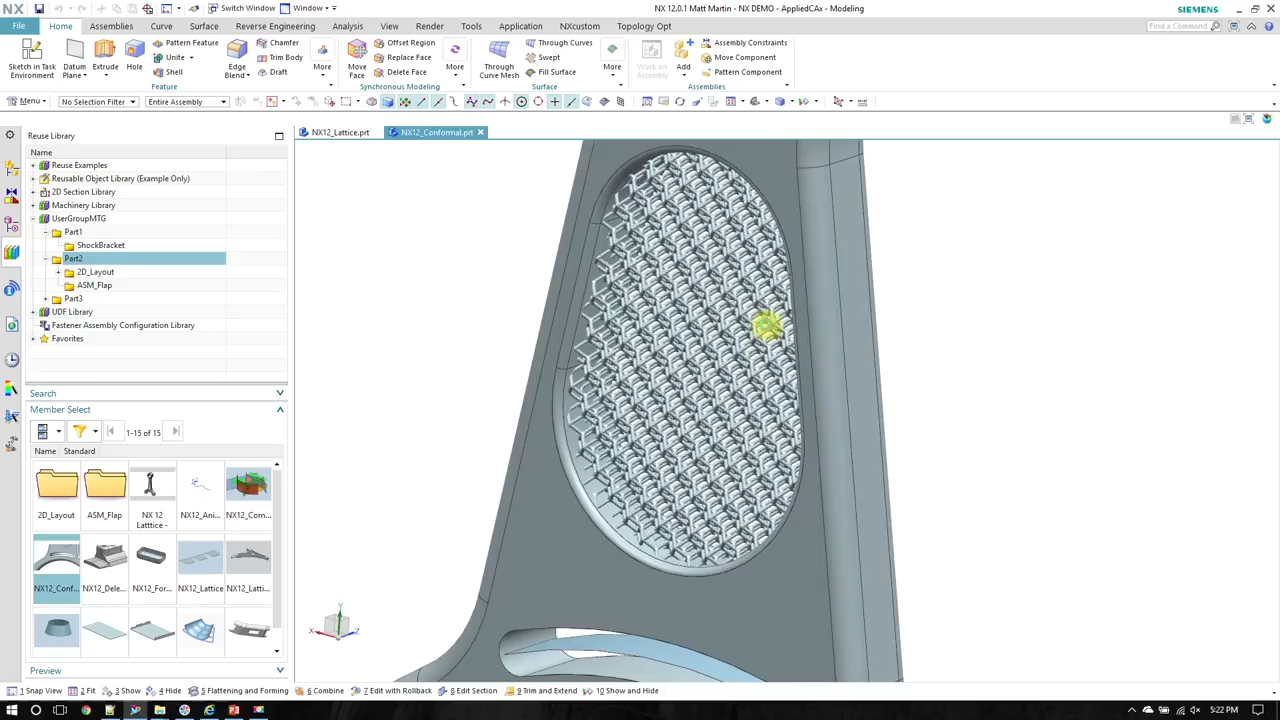 NX
Switch Window
Window
NX 12.0.1 Matt Martin - NX DEMO - AppliedCAx - Modeling
SIEMENS
File
Home
Assemblies
Curve
Surface
Reverse Engineering
Analysis
View
Render
Tools
Application
NXcustom
Topology Opt
Find a Command
Sketch in Task Environment
Datum Plane
Extrude
Hole
Pattern Feature
Unite
Shell
Edge Blend
Chamfer
Trim Body
Draft
More
Feature
Move Face
Offset Region
Replace Face
Delete Face
More
Synchronous Modeling
Through Curve Mesh
Through Curves
Swept
Fill Surface
More
Surface
Work on Assembly
Add
Assembly Constraints
Move Component
Pattern Component
Assemblies
Menu
No Selection Filter
Entire Assembly
Reuse Library
NX12_Lattice.prt
NX12_Conformal.prt
Name
Reuse Examples
Reusable Object Library (Example Only)
2D Section Library
Machinery Library
UserGroupMTG
Part1
ShockBracket
Part2
2D_Layout
ASM_Flap
Part3
UDF Library
Fastener Assembly Configuration Library
Favorites
Search
Member Select
1-15 of 15
Name
Standard
2D_Layout
ASM_Flap
NX 12 Latttice -
NX12_Ani...
NX12_Com...
NX12_Conf...
NX12_Dele...
NX12_For...
NX12_Lattice
NX12_Latti...
Y
X
Z
Preview
1 Snap View
2 Fit
3 Show
4 Hide
5 Flattening and Forming
6 Combine
7 Edit with Rollback
8 Edit Section
9 Trim and Extend
10 Show and Hide
5:22 PM